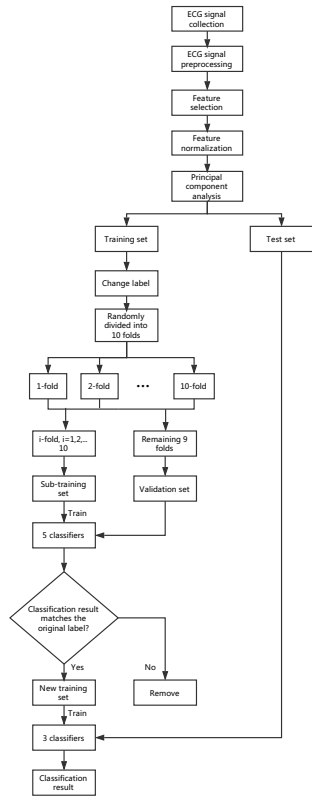 ECG signal
collection
ECG signal
preprocessing
Feature
selection
Feature
normalization
Principal
component
analysis
Training set
Test set
Change label
Randomly
divided into
10 folds
1-fold
2-fold
...
10-fold
i-fold, i=1,2,..
10
Remaining 9
folds
Sub-training
set
Validation set
Train
5 classifiers
Classification result
matches the
original label?
Yes
No
New training
set
Remove
Train
3 classifiers
Classification
result